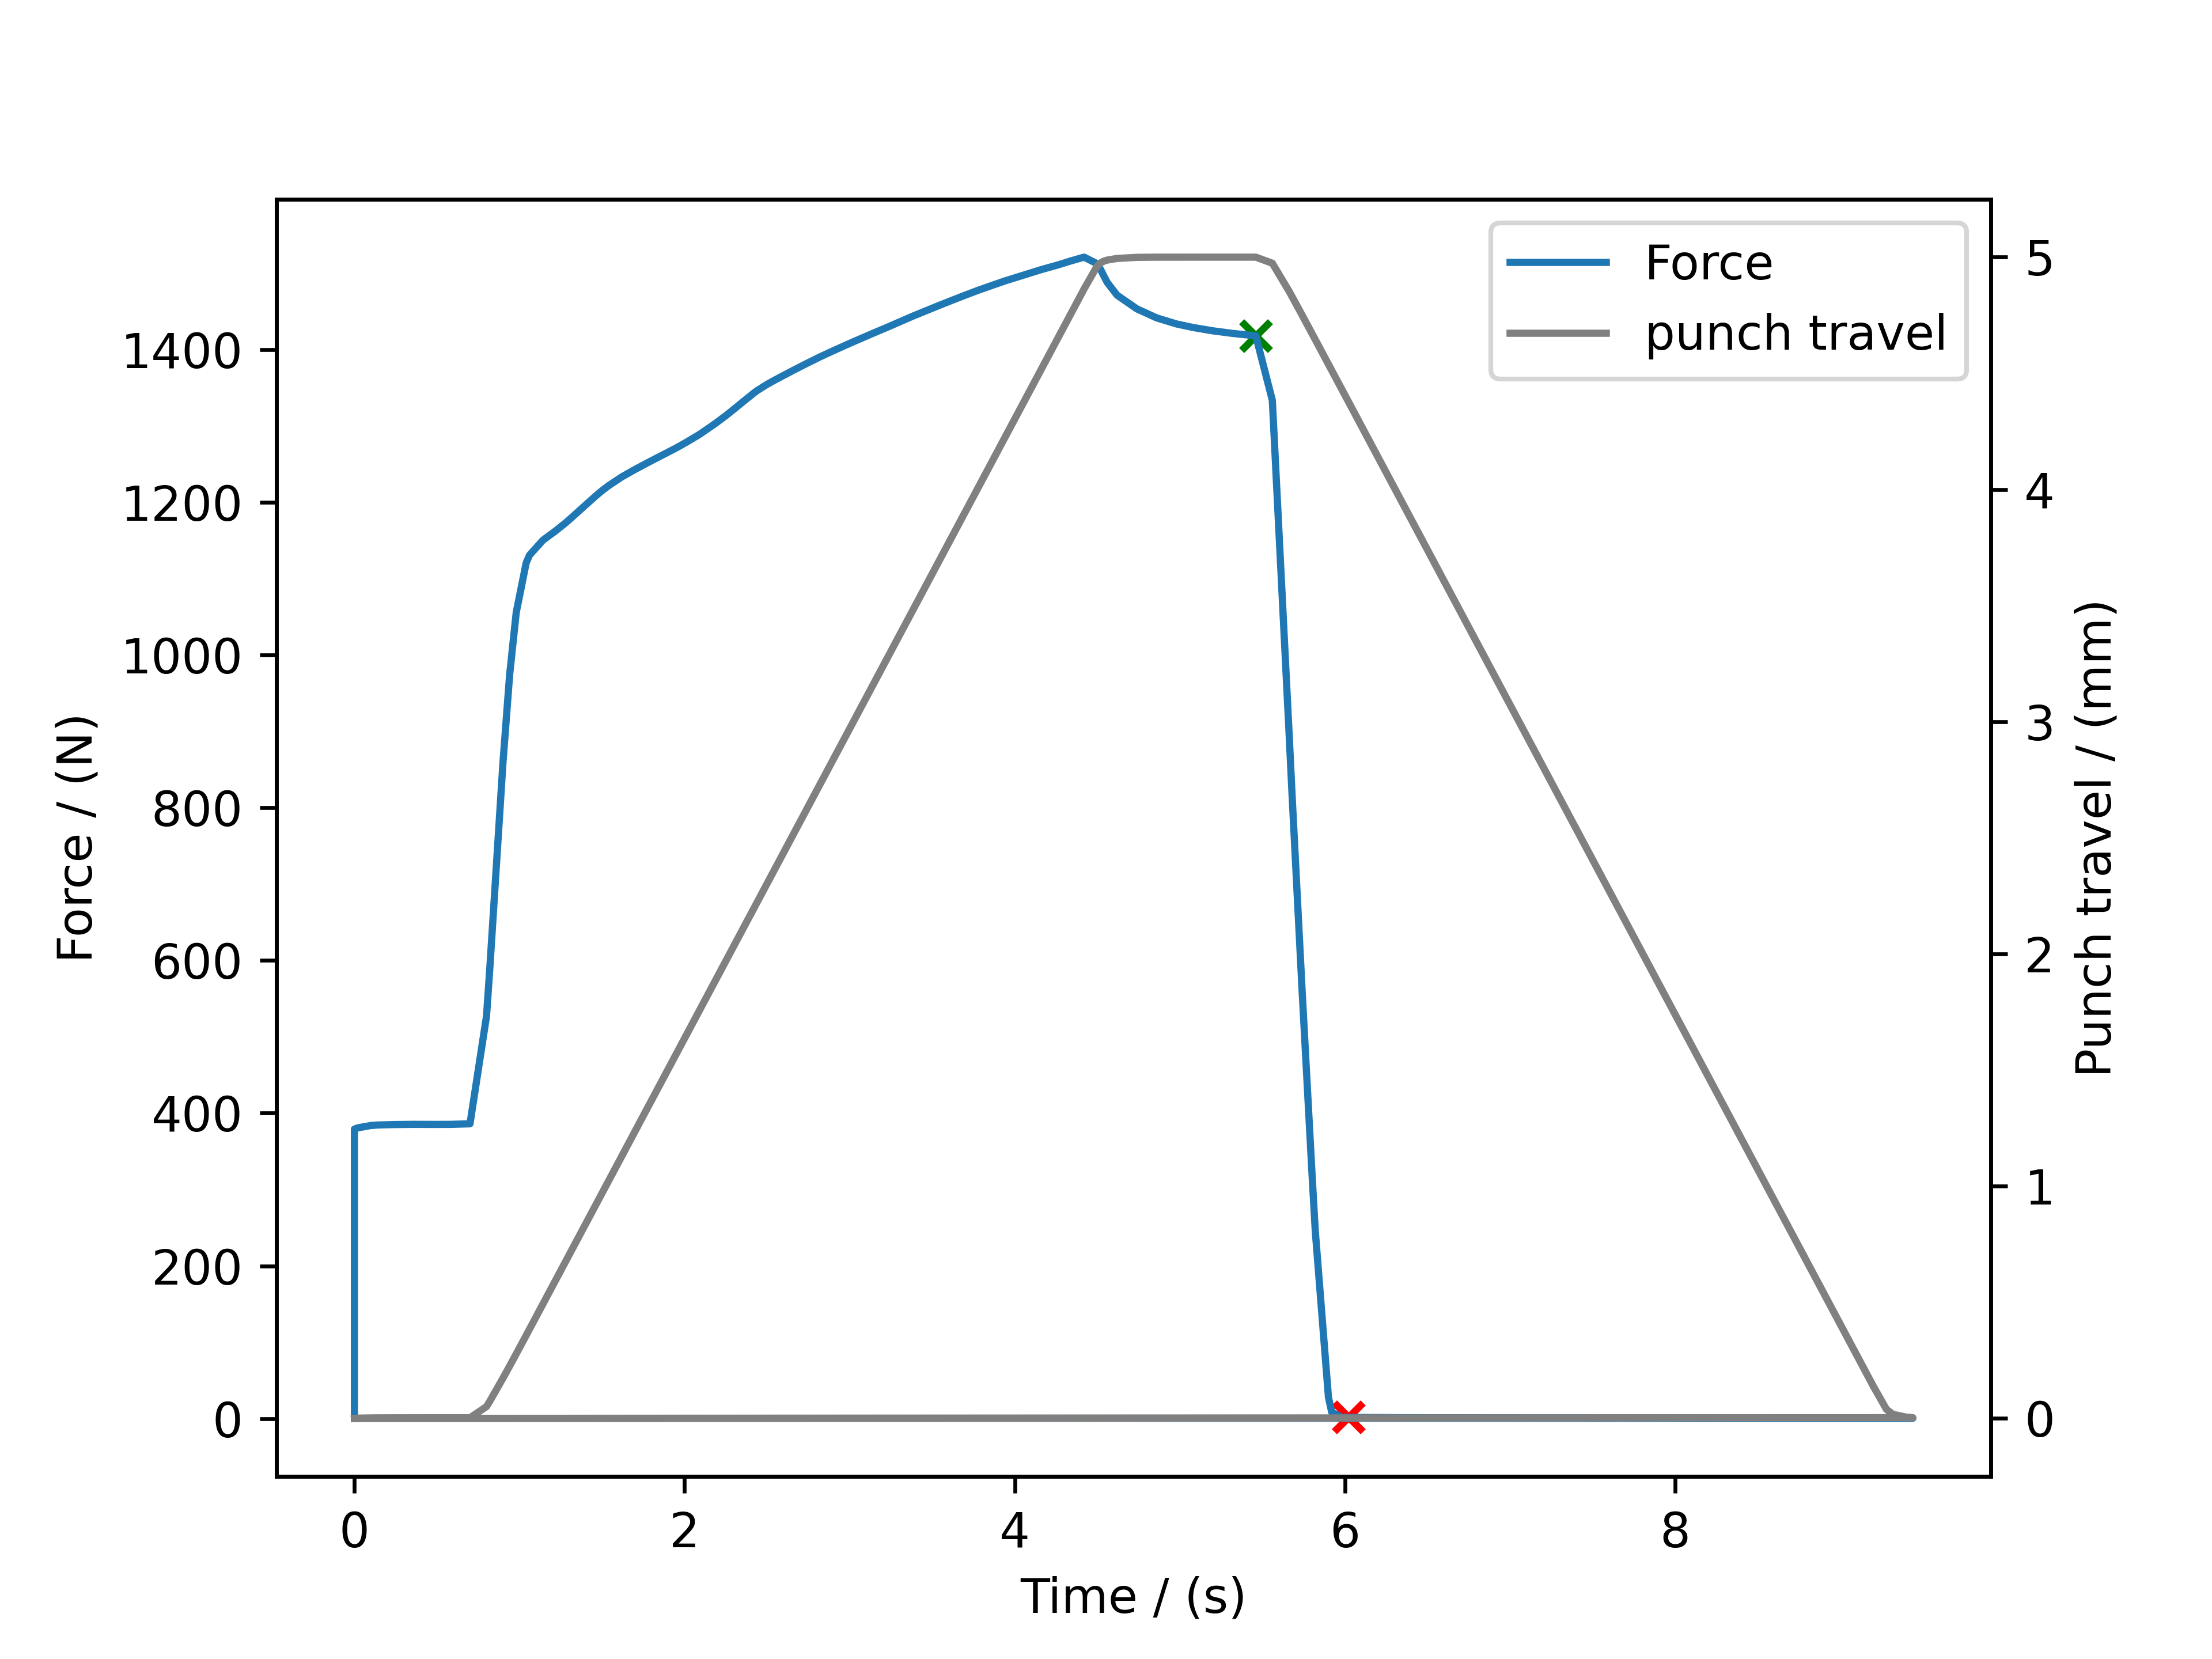 Force
punch travel
1400
1200
1000
800
600
400
200
0
Force / (N)
5
4
3
2
1
0
Punch travel / (mm)
0 2 4 6 8
Time / (s)